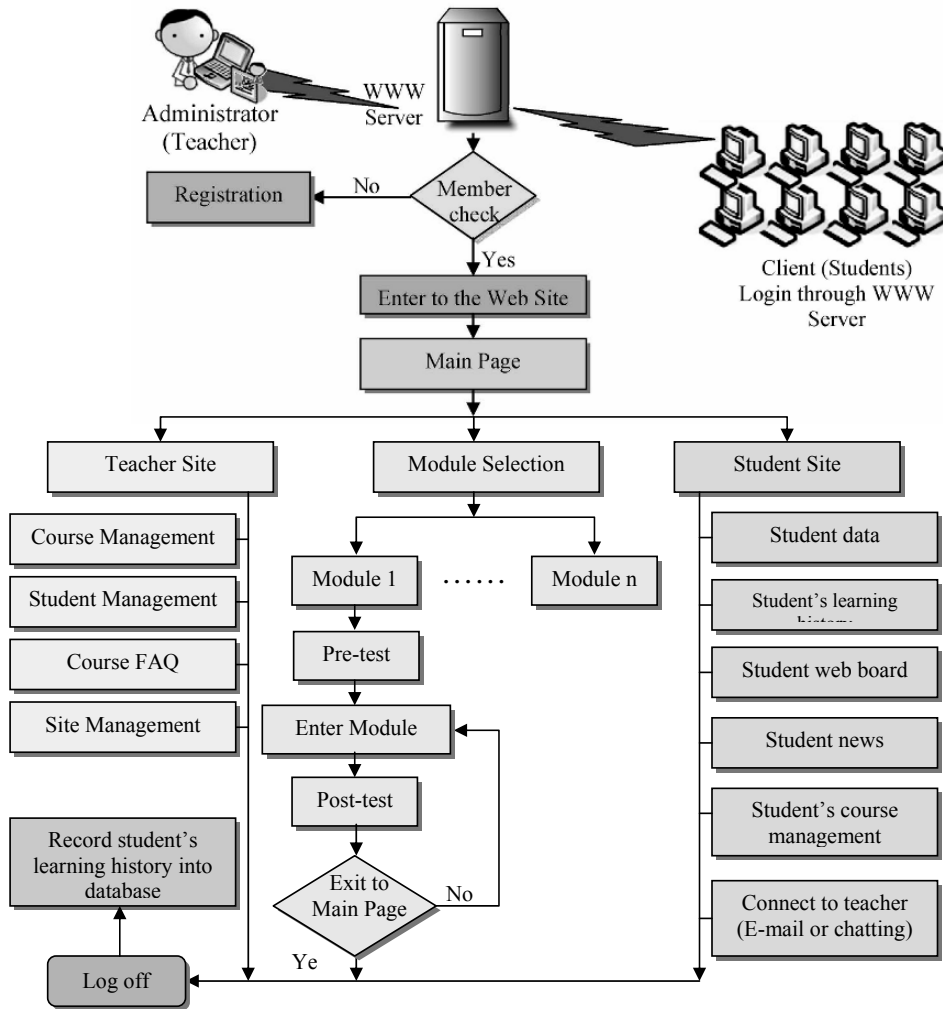 WWW
Server
Administrator
(Teacher)
Registration
No
Member
check
Yes
Client (Students)
Login through WWW
Server
Enter to the Web Site
Main Page
Teacher Site
Module Selection
Student Site
Course Management
Student Management
Course FAQ
Site Management
Module 1
......
Module n
Pre-test
Enter Module
Post-test
Exit to
Main Page
No
Ye
Student data
Student's learning
history
Student web board
Student news
Student's course
management
Connect to teacher
(E-mail or chatting)
Record student's
learning history into
database
Log off